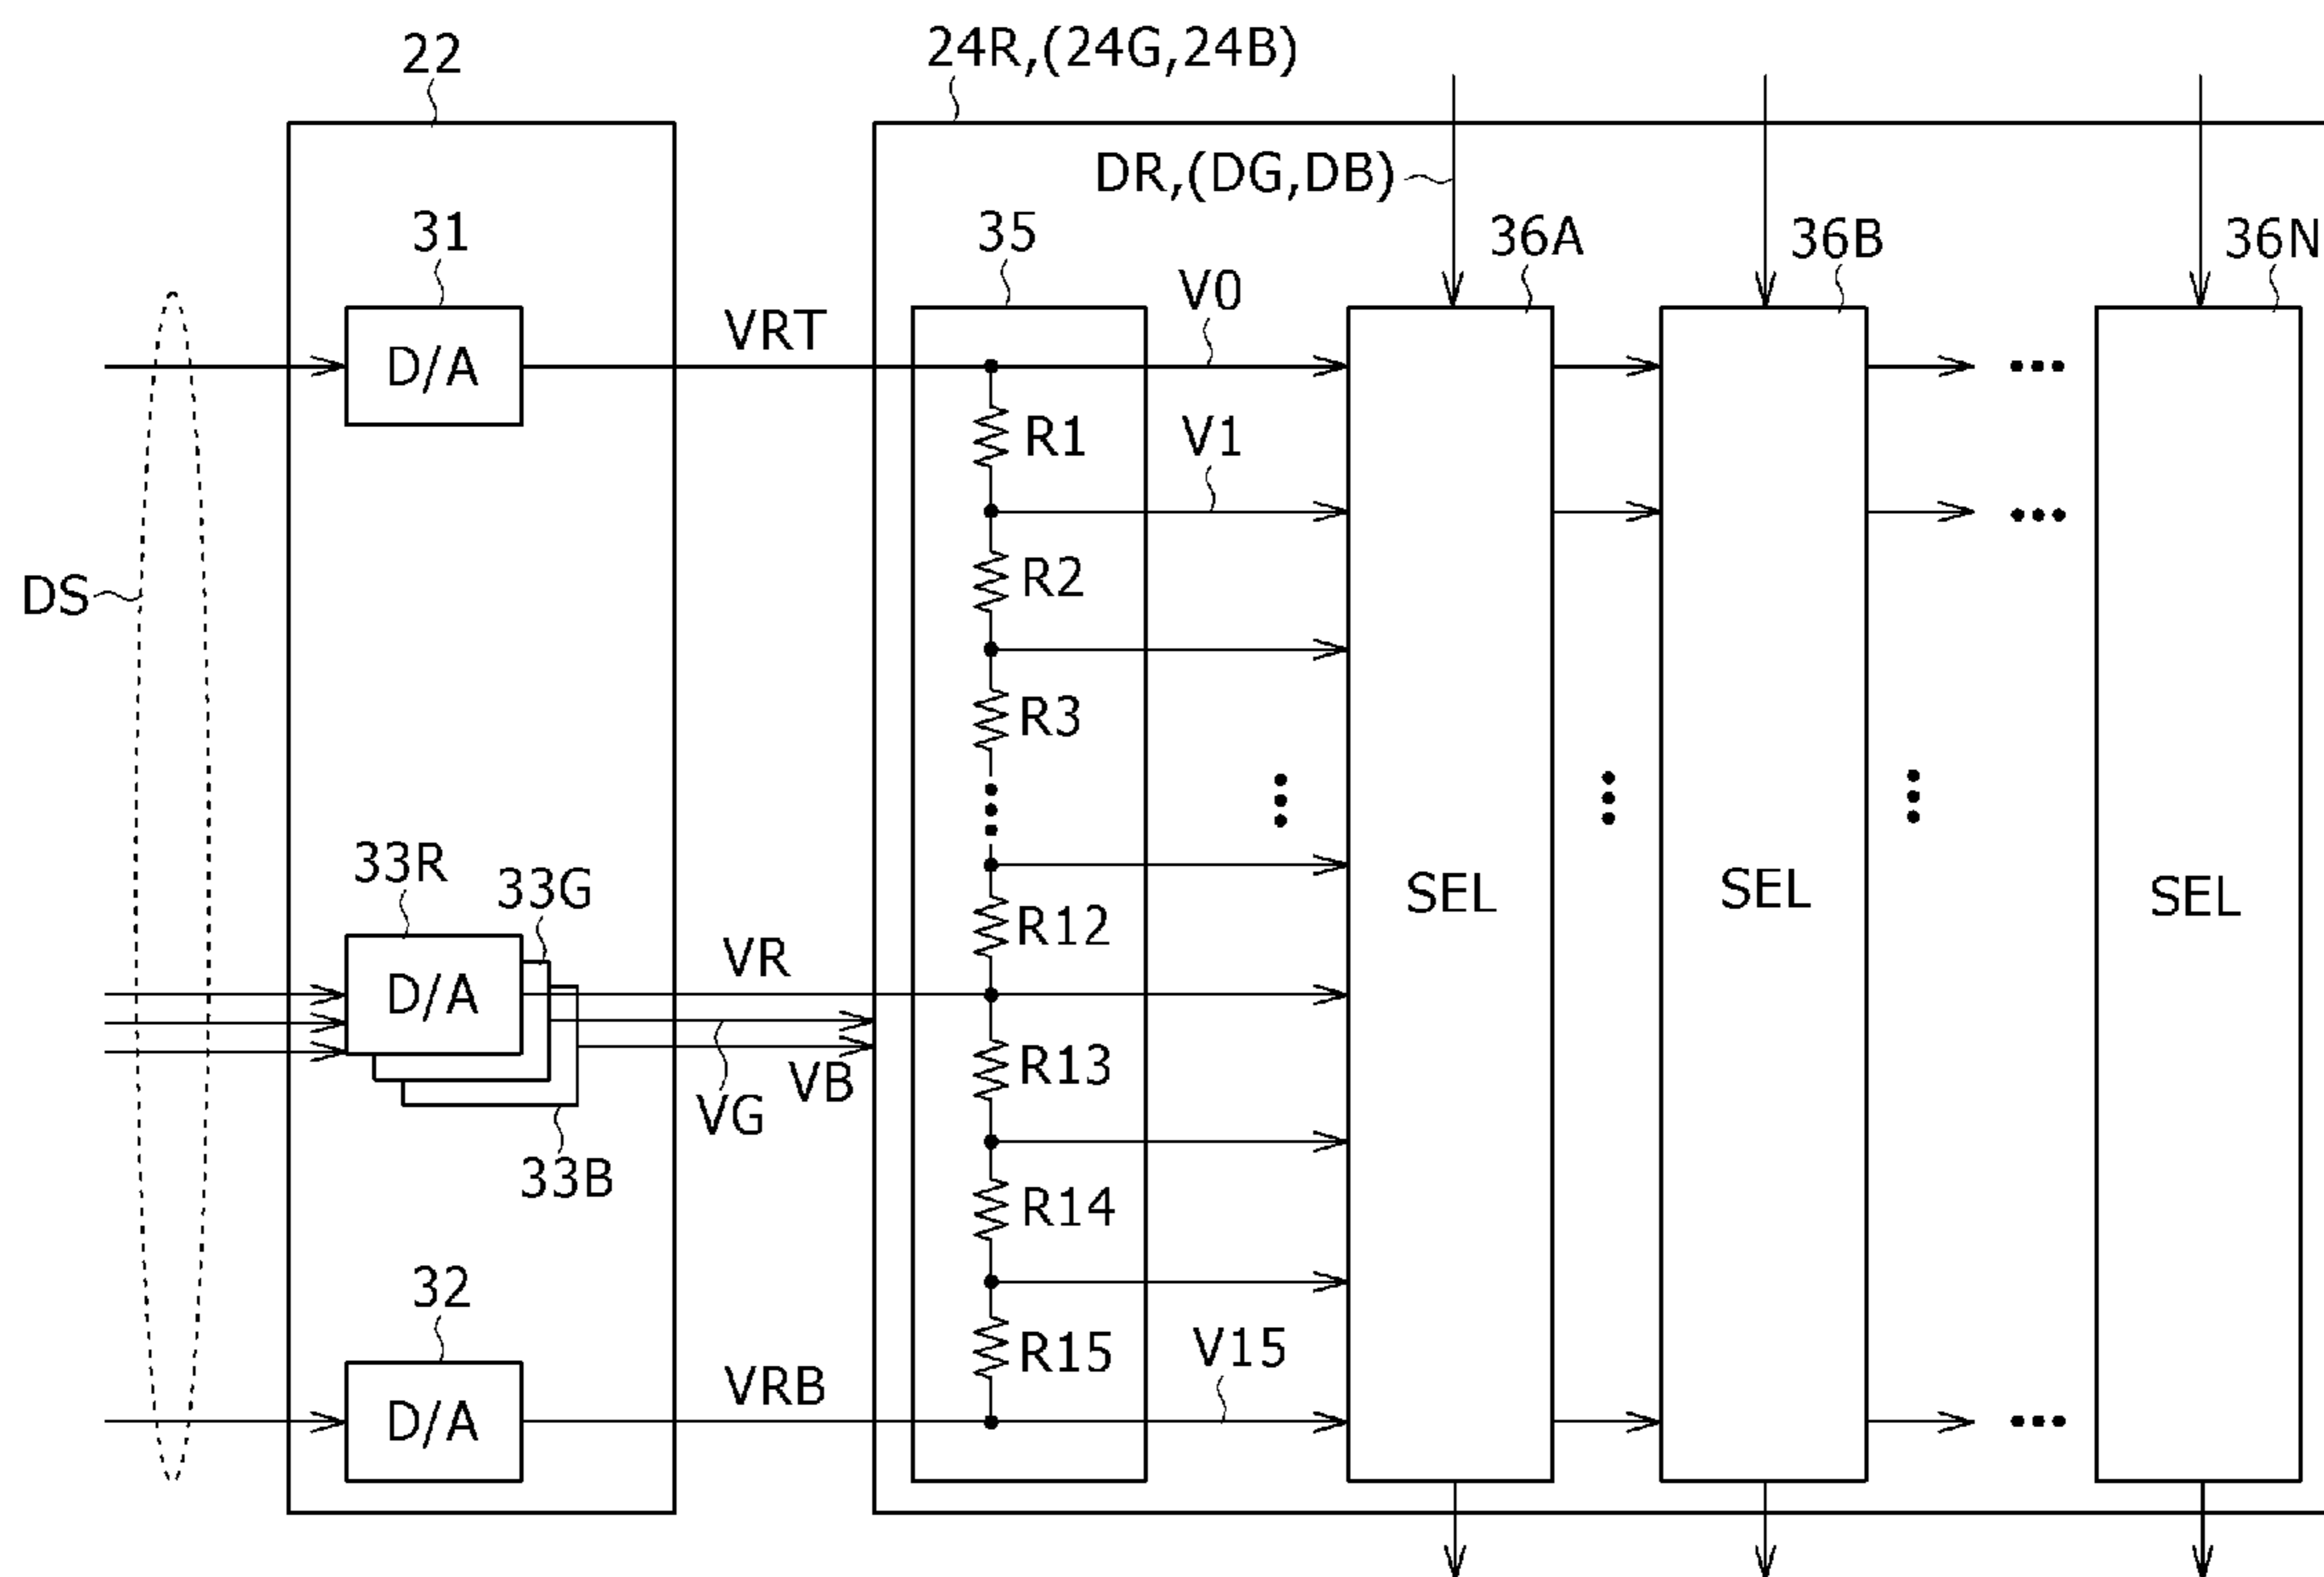 22
24R,(24G,24B)
DR,(DG,DB)
31
35
36A
36B
36N
V0
VRT
D/A
R1
V1
DS
R2
R3
33R
33G
SEL
SEL
SEL
R12
VR
D/A
R13
VB
VG
33B
R14
32
R15
V15
VRB
D/A